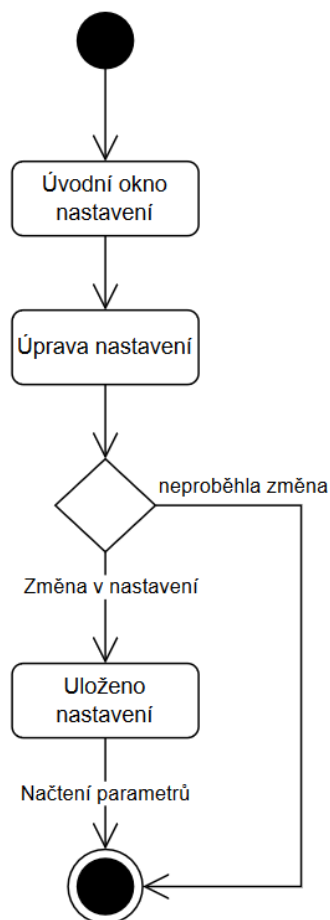 Úvodní okno
nastavení
Úprava nastavení
neproběhla změna
Změna v nastavení
Uloženo
nastavení
Načtení parametrů